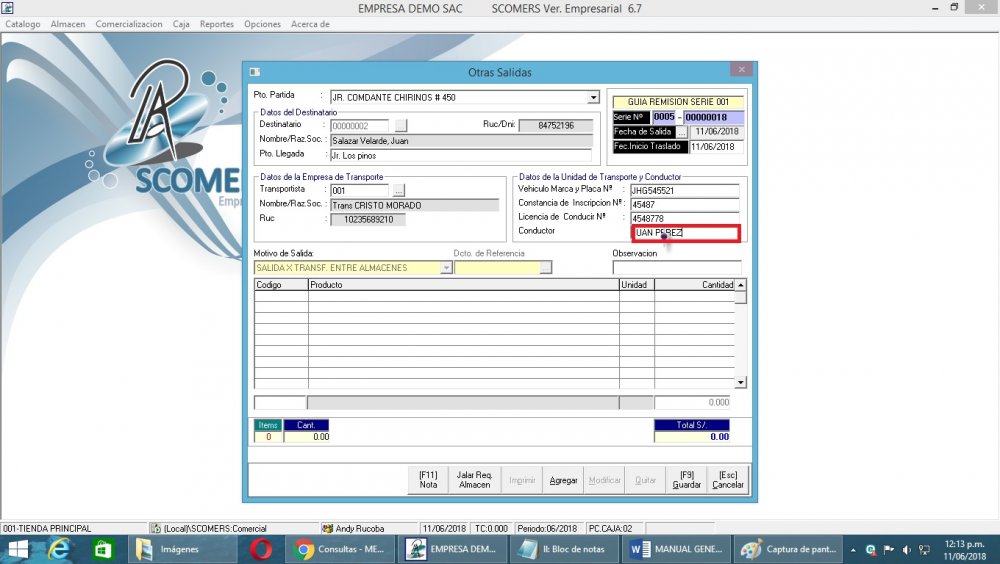 EMPRESA DEMO SAC SCOMERS Ver. Empresarial 6.7
Catalogo Almacen Comercialización Caja Reportes Opciones Acerca de
SCOMER
Otras Salidas
Pto. Partida : JR. COMDANTE CHIRINOS # 450
GUIA REMISION SERIE 001
Datos del Destinatario
Serie Nº 0005 - 00000018
Destinatario : 00000002 ... Ruc/Dni: 84752196
Fecha de Salida ... 11/06/2018
Nombre/Raz.Soc. : Salazar Velarde, Juan
Fec.Inicio Traslado 11/06/2018
Pto. Llegada : Jr. Los pinos
Datos de la Empresa de Transporte
Datos de la Unidad de Transporte y Conductor
Transportista : 001 ...
Vehiculo Marca y Placa Nº : JHG545521
Nombre/Raz.Soc. : Trans CRISTO MORADO
Constancia de Inscripcion Nº : 45487
Ruc : 10235689210
Licencia de Conducir Nº : 4548778
Conductor UAN PEREZ
Motivo de Salida: Dcto. de Referencia Observacion
SALIDA X TRANSF. ENTRE ALMACENES ...
Codigo Producto Unidad Cantidad
0.000
Items Cant. Total S/.
0 0.00 0.00
[F11] Nota
Jalar Req. Almacen
Imprimir
Agregar
Modificar
Quitar
[F9] Guardar
[Esc] Cancelar
001-TIENDA PRINCIPAL (Local)\SCOMERS:Comercial Andy Rucoba 11/06/2018 TC:0.000 Periodo:06/2018 PC.CAJA:02
Imágenes Consultas - ME... EMPRESA DEM... II: Bloc de notas MANUAL GENE... Captura de pant...
12:13 p.m.
11/06/2018